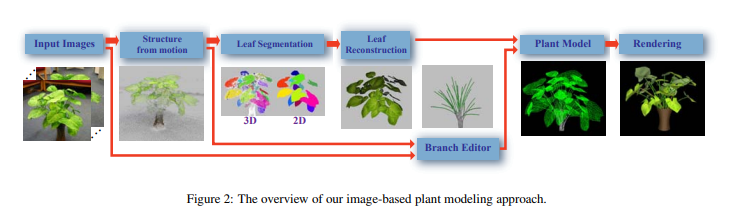 Input Images
Structure
from motion
Leaf Segmentation
Leaf
Reconstruction
Plant Model
Rendering
3D
2D
Branch Editor
Figure 2: The overview of our image-based plant modeling approach.